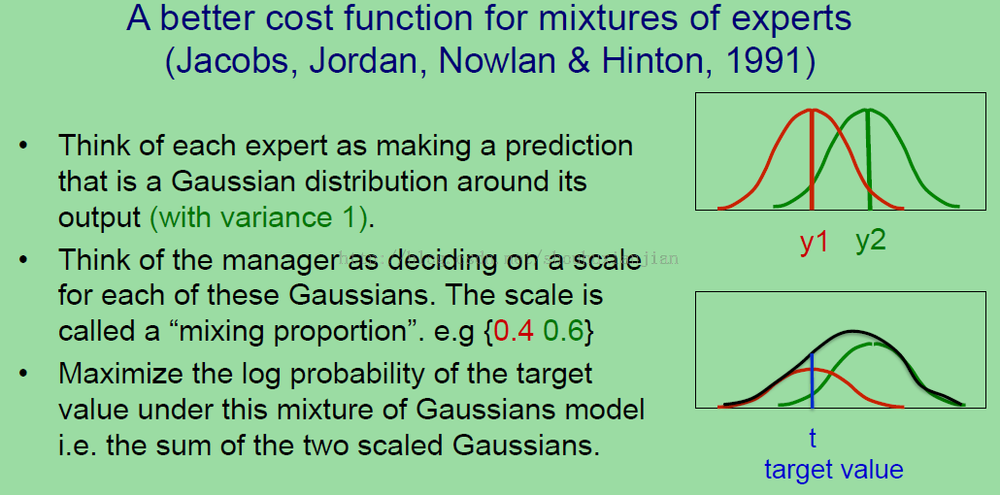 A better cost function for mixtures of experts
(Jacobs, Jordan, Nowlan & Hinton, 1991)
• Think of each expert as making a prediction
that is a Gaussian distribution around its
output (with variance 1).
• Think of the manager as deciding on a scale
for each of these Gaussians. The scale is
called a “mixing proportion”. e.g {0.4 0.6}
• Maximize the log probability of the target
value under this mixture of Gaussians model
i.e. the sum of the two scaled Gaussians.
y1 y2
t
target value